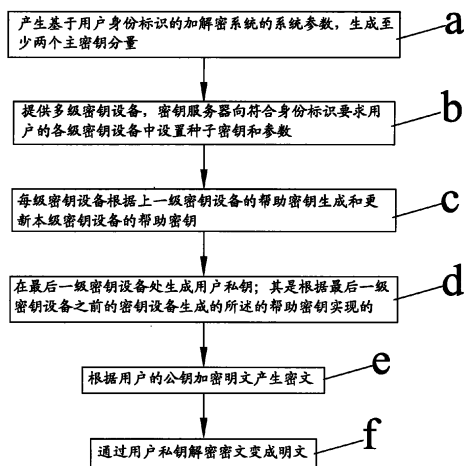 产生基于用户身份标识的加解密系统的系统参数，生成至
少两个主密钥分量
a
提供多级密钥设备，密钥服务器向符合身份标识要求用
户的各级密钥设备中设置种子密钥和参数
b
每级密钥设备根据上一级密钥设备的帮助密钥生成和更
新本级密钥设备的帮助密钥
c
在最后一级密钥设备处生成用户私钥；其是根据最后一级
密钥设备之前的密钥设备生成的所述的帮助密钥实现的
d
根据用户的公钥加密明文产生密文
e
通过用户私钥解密密文变成明文
f